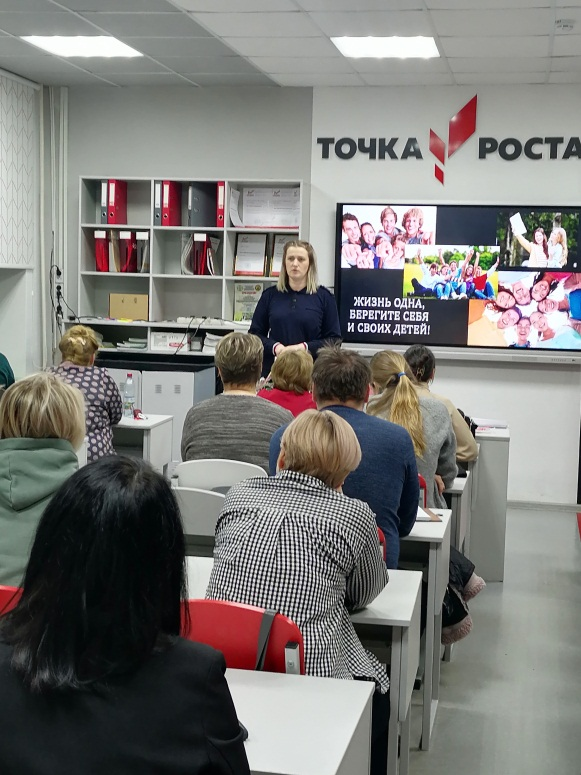 ТОЧКА РОСТА
ЖИЗНЬ ОДНА,
БЕРЕГИТЕ СЕБЯ
И СВОИХ ДЕТЕЙ!